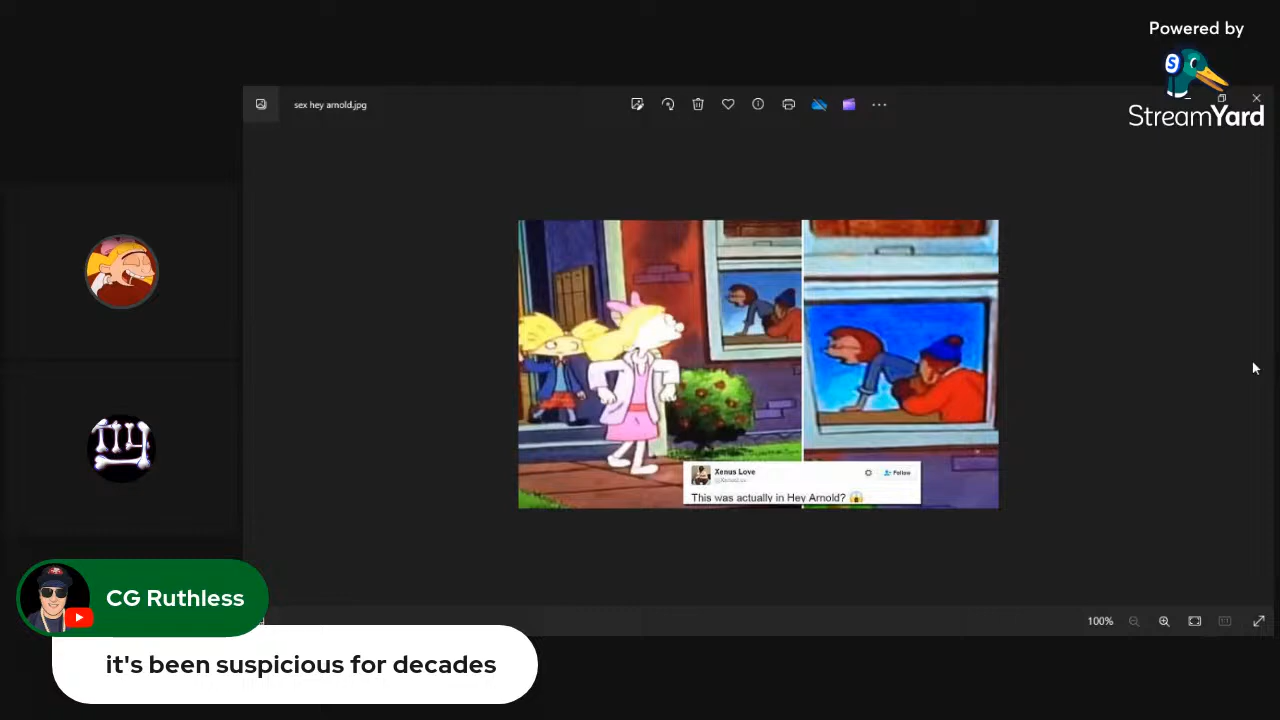 Powered by
StreamYard
sex hey arnold.jpg
Xenus Love
Follow
This was actually in Hey Arnold? 😱
CG Ruthless
it's been suspicious for decades
100%